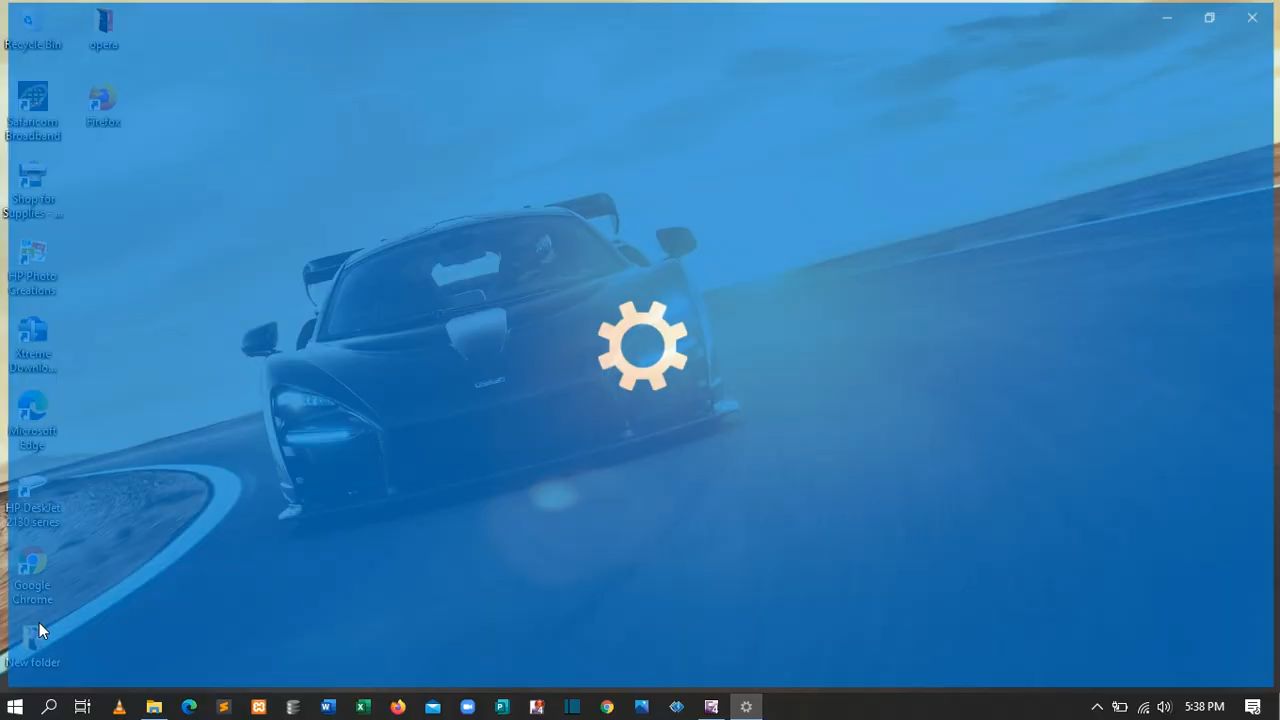 Recycle Bin
opera
Safaricom
Broadband
Firefox
Shop for
Supplies - ...
HP Photo
Creations
Xtreme
Downlo...
Microsoft
Edge
HP DeskJet
2130 series
Google
Chrome
New folder
5:38 PM